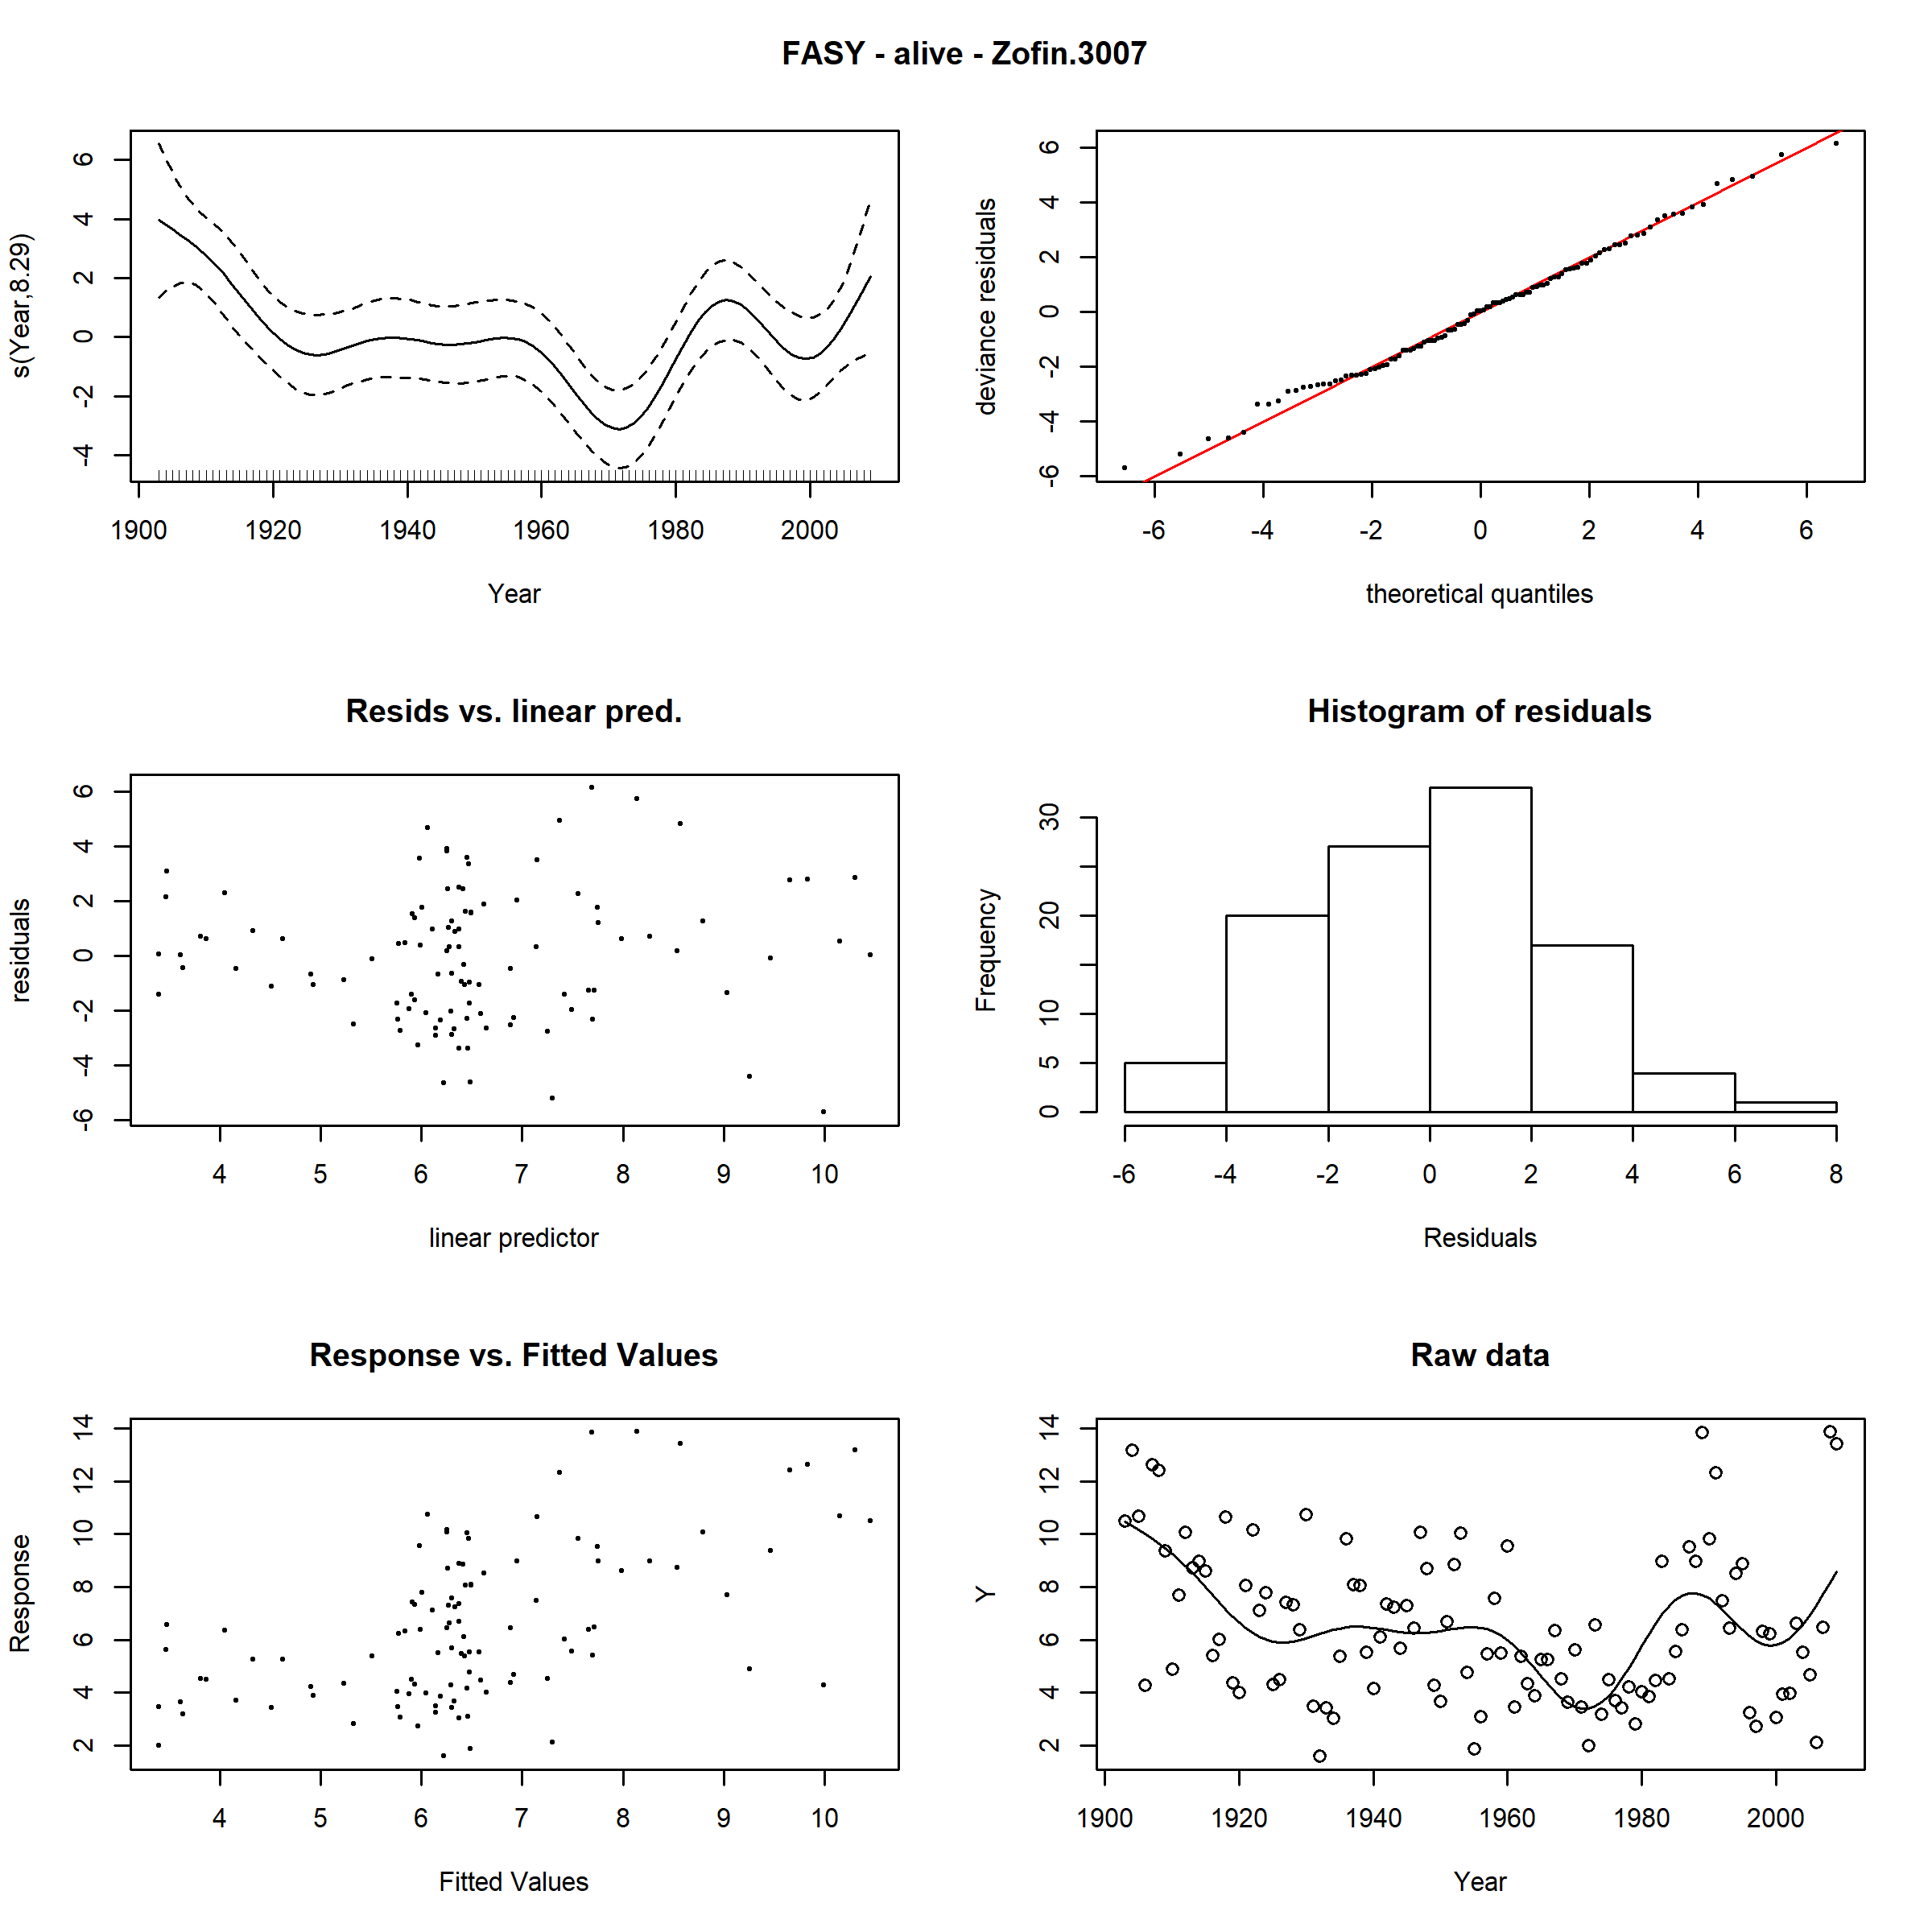 FASY - alive - Zofin.3007
s(Year,8.29)
6
4
2
0
-2
-4
1900 1920 1940 1960 1980 2000
Year
deviance residuals
6
4
2
0
-2
-4
-6
-6 -4 -2 0 2 4 6
theoretical quantiles
Resids vs. linear pred.
residuals
6
4
2
0
-2
-4
-6
4 5 6 7 8 9 10
linear predictor
Histogram of residuals
Frequency
30
20
10
5
0
-6 -4 -2 0 2 4 6 8
Residuals
Response vs. Fitted Values
Response
14
12
10
8
6
4
2
4 5 6 7 8 9 10
Fitted Values
Raw data
Y
14
12
10
8
6
4
2
1900 1920 1940 1960 1980 2000
Year